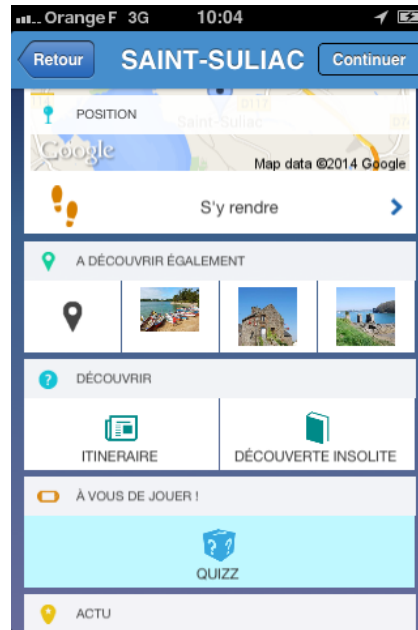 Orange F 3G 10:04
Retour SAINT-SULIAC Continuer
D117
POSITION
Saint-Suliac
Google
Map data ©2014 Google
S'y rendre
A DÉCOUVRIR ÉGALEMENT
? DÉCOUVRIR
ITINERAIRE DÉCOUVERTE INSOLITE
À VOUS DE JOUER !
? ?
QUIZZ
ACTU